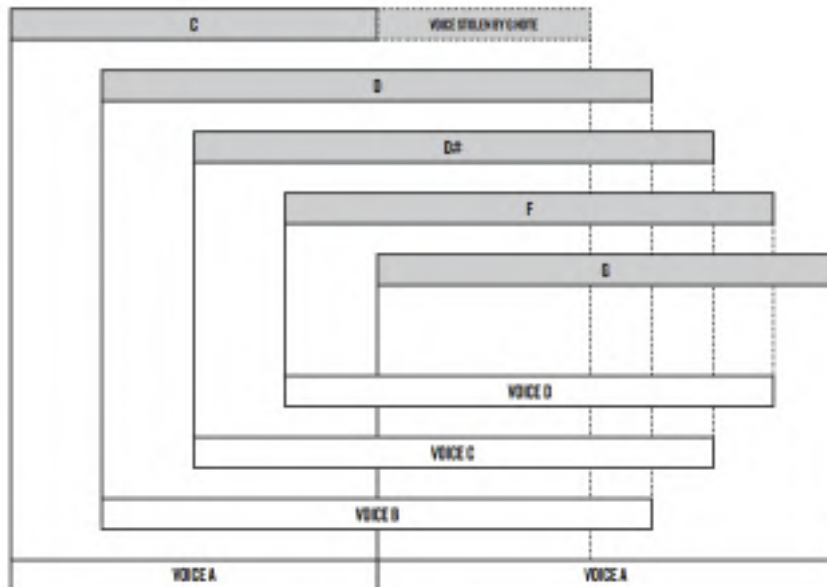 C
VOICE STOLEN BY G NOTE
D
D#
F
G
VOICE D
VOICE C
VOICE B
VOICE A
VOICE A